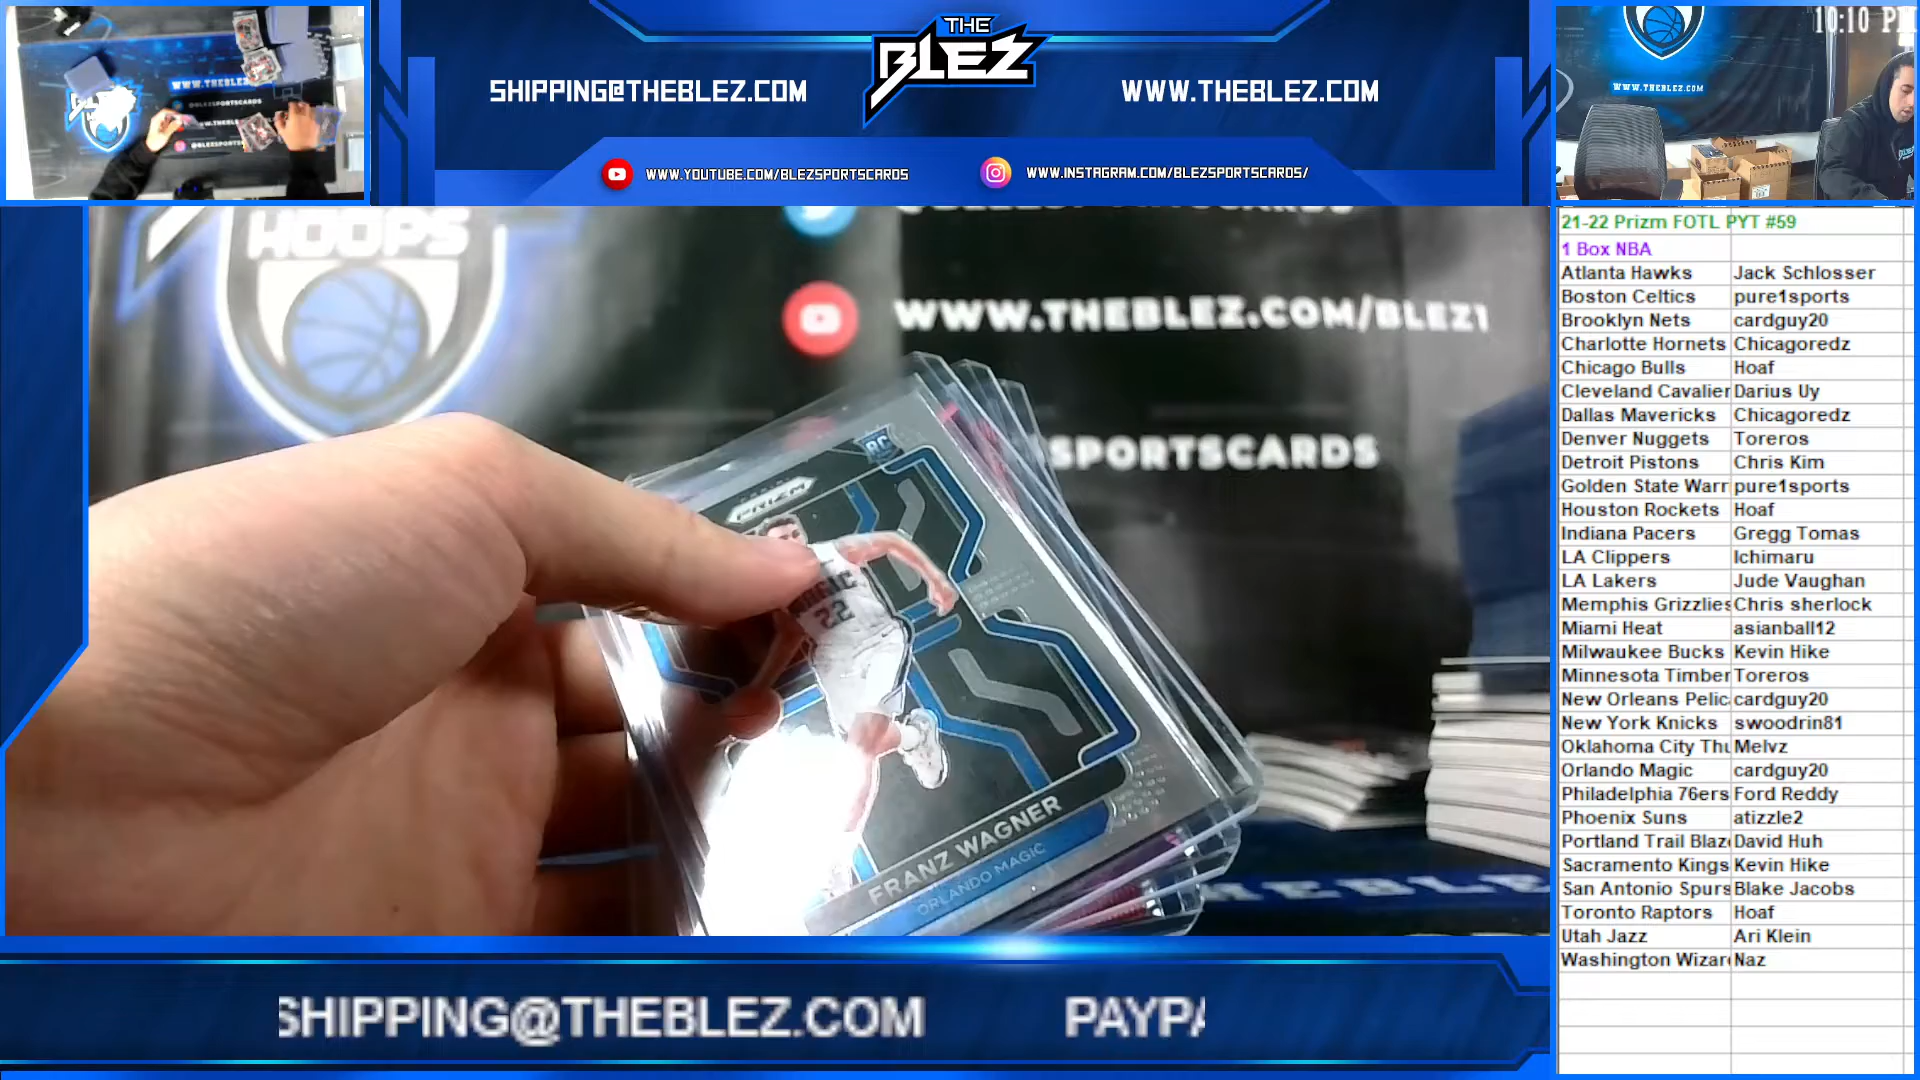 WWW.THEBLEZ
@BLEZSPORTSCARDS
THE
BLEZ
SHIPPING@THEBLEZ.COM
WWW.THEBLEZ.COM
WWW.YOUTUBE.COM/BLEZSPORTSCARDS
WWW.INSTAGRAM.COM/BLEZSPORTSCARDS/
10:10 PM
WWW.THEBLEZ.COM
HOOPS
WWW.THEBLEZ.COM/BLEZ1
SPORTSCARDS
RC
PRIZM
MAGIC
22
FRANZ WAGNER
ORLANDO MAGIC
21-22 Prizm FOTL PYT #59
1 Box NBA
Atlanta Hawks Jack Schlosser
Boston Celtics pure1sports
Brooklyn Nets cardguy20
Charlotte Hornets Chicagoredz
Chicago Bulls Hoaf
Cleveland Cavalier Darius Uy
Dallas Mavericks Chicagoredz
Denver Nuggets Toreros
Detroit Pistons Chris Kim
Golden State Warr pure1sports
Houston Rockets Hoaf
Indiana Pacers Gregg Tomas
LA Clippers Ichimaru
LA Lakers Jude Vaughan
Memphis Grizzlies Chris sherlock
Miami Heat asianball12
Milwaukee Bucks Kevin Hike
Minnesota Timber Toreros
New Orleans Pelic cardguy20
New York Knicks swoodrin81
Oklahoma City Thu Melvz
Orlando Magic cardguy20
Philadelphia 76ers Ford Reddy
Phoenix Suns atizzle2
Portland Trail Blaz David Huh
Sacramento Kings Kevin Hike
San Antonio Spurs Blake Jacobs
Toronto Raptors Hoaf
Utah Jazz Ari Klein
Washington Wizar Naz
SHIPPING@THEBLEZ.COM
PAYPA